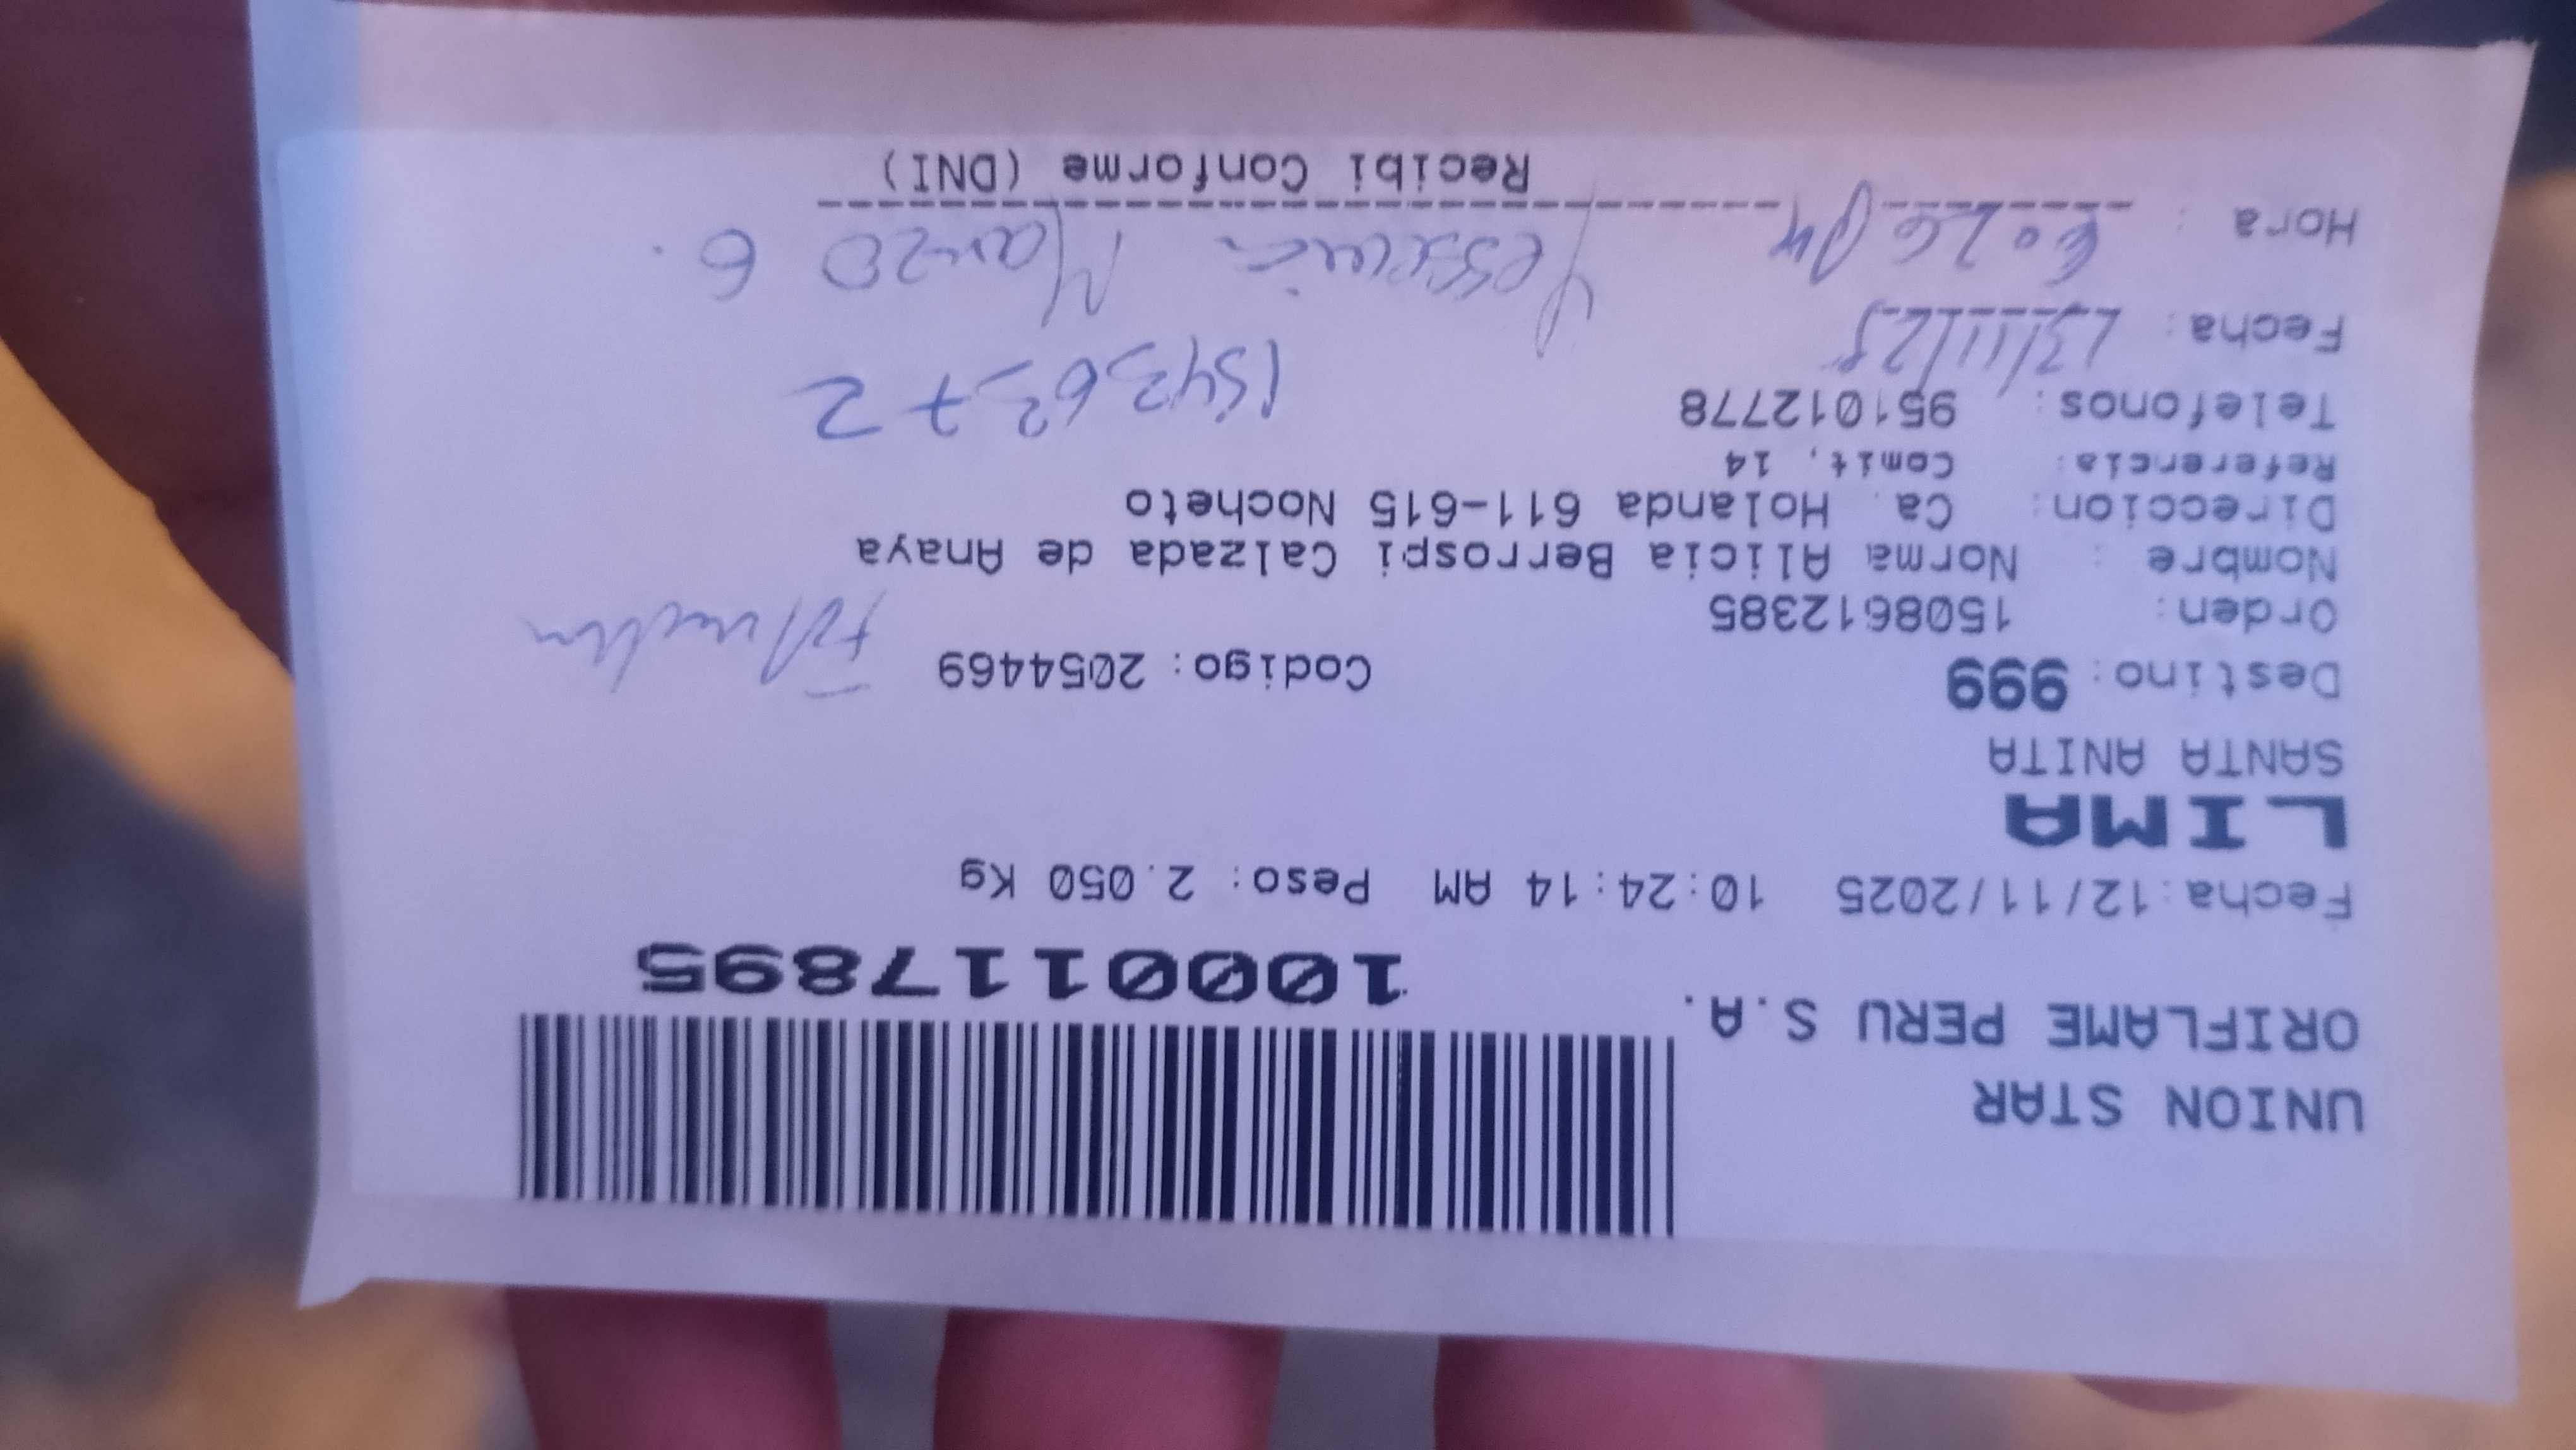 UNION STAR
ORIFLAME PERU S.A.
1000117895
Fecha:12/11/2025 10:24:14 AM Peso: 2.050 Kg
LIMA
SANTA ANITA
Destino: 999 Codigo: 2054469
Orden: 1508612385
Nombre : Norma Alicia Berrospi Calzada de Anaya
Direccion: Ca. Holanda 611-615 Nocheto
Referencia: Comit, 14
Telefonos: 951012778
Fecha: 13/11/25
Hora :
Recibi Conforme (DNI)